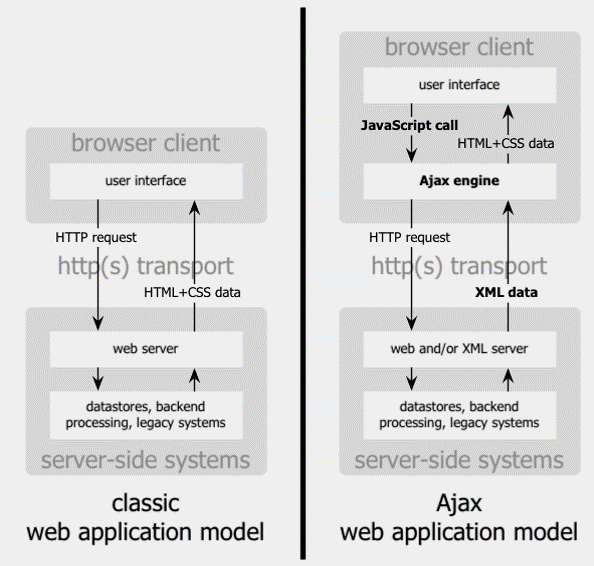 browser client
user interface
HTTP request
http(s) transport
HTML+CSS data
web server
datastores, backend
processing, legacy systems
server-side systems
classic
web application model
browser client
user interface
JavaScript call
HTML+CSS data
Ajax engine
HTTP request
http(s) transport
XML data
web and/or XML server
datastores, backend
processing, legacy systems
server-side systems
Ajax
web application model